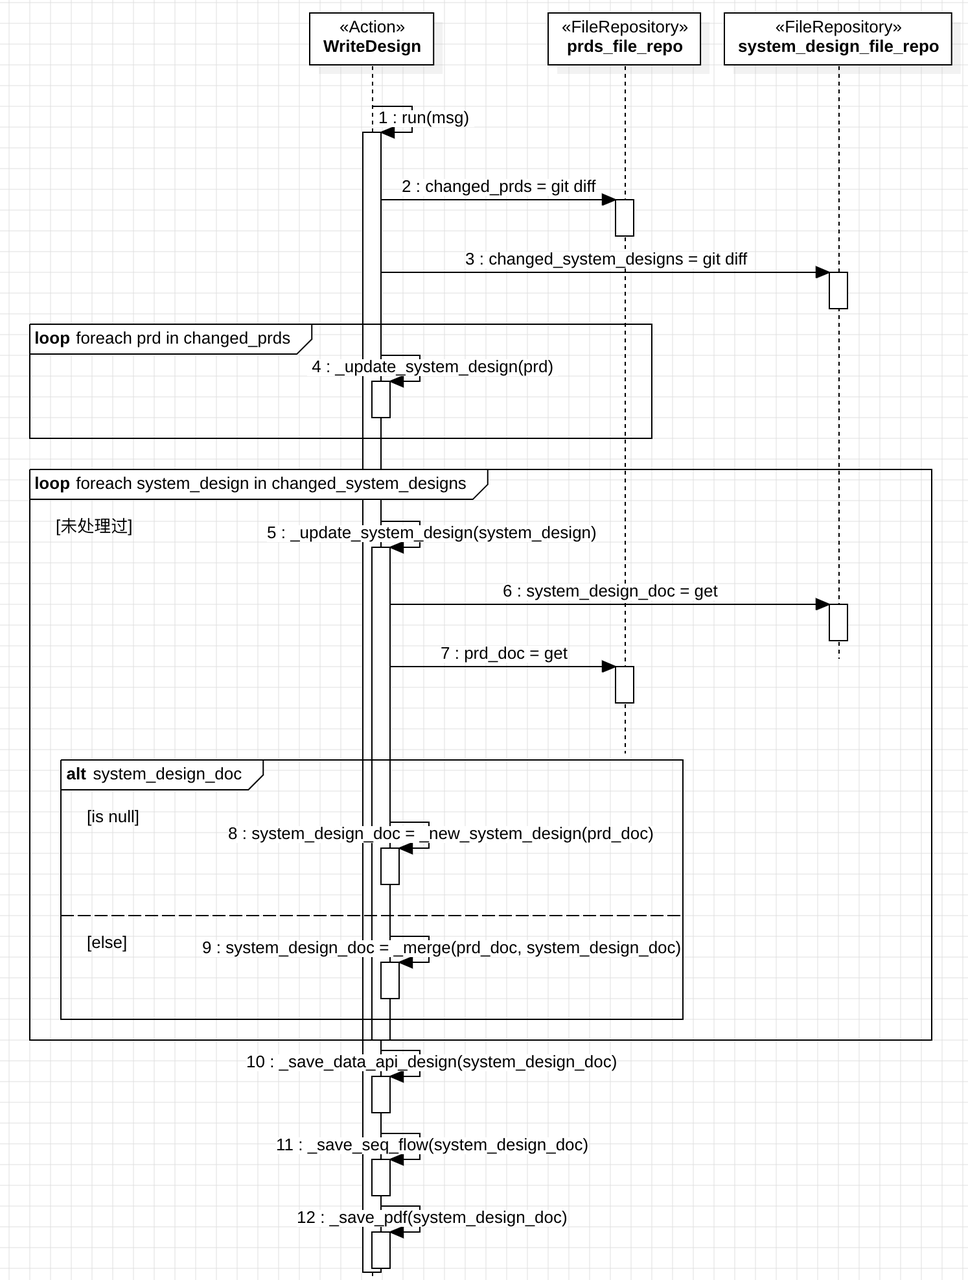 «Action»
WriteDesign
«FileRepository»
prds_file_repo
«FileRepository»
system_design_file_repo
1 : run(msg)
2 : changed_prds = git diff
3 : changed_system_designs = git diff
loop foreach prd in changed_prds
4 : _update_system_design(prd)
loop foreach system_design in changed_system_designs
[未处理过]
5 : _update_system_design(system_design)
6 : system_design_doc = get
7 : prd_doc = get
alt system_design_doc
[is null]
8 : system_design_doc = _new_system_design(prd_doc)
[else]
9 : system_design_doc = _merge(prd_doc, system_design_doc)
10 : _save_data_api_design(system_design_doc)
11 : _save_seq_flow(system_design_doc)
12 : _save_pdf(system_design_doc)